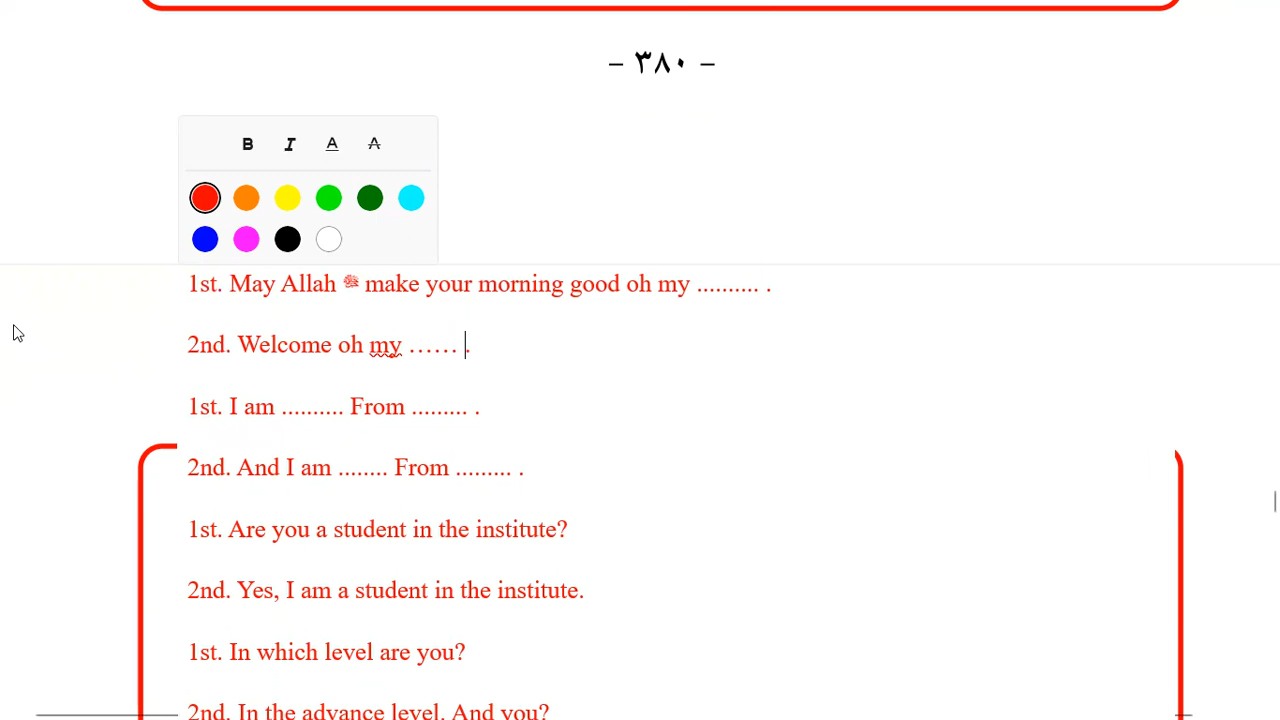 – ٣٨٠ –
B I A A
1st. May Allah ﷻ make your morning good oh my .......... .
2nd. Welcome oh my …… .
1st. I am .......... From ......... .
2nd. And I am ........ From ......... .
1st. Are you a student in the institute?
2nd. Yes, I am a student in the institute.
1st. In which level are you?
2nd. In the advance level. And you?